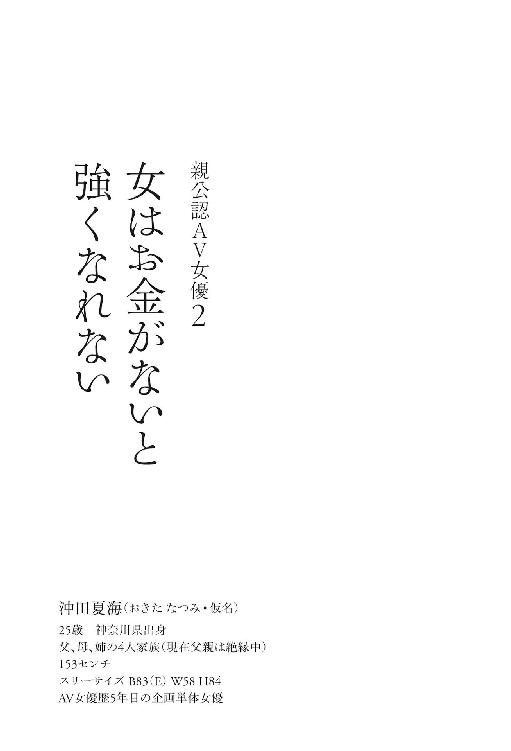 親公認AV女優2
女はお金がないと
強くなれない
沖田夏海(おきた なつみ・仮名)
25歳　神奈川県出身
父、母、姉の4人家族(現在父親は絶縁中)
153センチ
スリーサイズ B83(E) W58 H84
AV女優歴5年目の企画単体女優